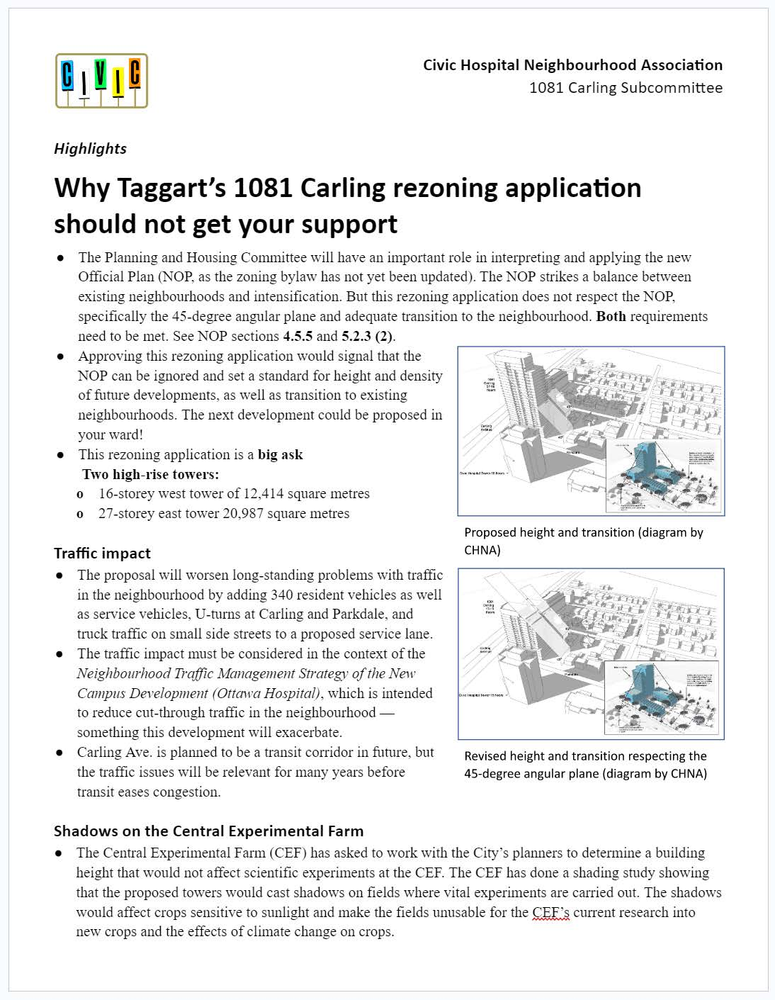 CIVIC
Civic Hospital Neighbourhood Association
1081 Carling Subcommittee
Highlights
Why Taggart's 1081 Carling rezoning application
should not get your support
● The Planning and Housing Committee will have an important role in interpreting and applying the new
Official Plan (NOP, as the zoning bylaw has not yet been updated). The NOP strikes a balance between
existing neighbourhoods and intensification. But this rezoning application does not respect the NOP,
specifically the 45-degree angular plane and adequate transition to the neighbourhood. Both requirements
need to be met. See NOP sections 4.5.5 and 5.2.3 (2).
● Approving this rezoning application would signal that the
NOP can be ignored and set a standard for height and density
of future developments, as well as transition to existing
neighbourhoods. The next development could be proposed in
your ward!
● This rezoning application is a big ask
Two high-rise towers:
o 16-storey west tower of 12,414 square metres
o 27-storey east tower 20,987 square metres
1081
Carling
Carling
Avenue
45°
45°
Parkdale
Civic Hospital Tower 18 floors
Proposed height and transition (diagram by
CHNA)
Traffic impact
● The proposal will worsen long-standing problems with traffic
in the neighbourhood by adding 340 resident vehicles as well
as service vehicles, U-turns at Carling and Parkdale, and
truck traffic on small side streets to a proposed service lane.
● The traffic impact must be considered in the context of the
Neighbourhood Traffic Management Strategy of the New
Campus Development (Ottawa Hospital), which is intended
to reduce cut-through traffic in the neighbourhood —
something this development will exacerbate.
● Carling Ave. is planned to be a transit corridor in future, but
the traffic issues will be relevant for many years before
transit eases congestion.
Carling
Carling
Avenue
Parkdale
Civic Hospital Tower
Revised height and transition respecting the
45-degree angular plane (diagram by CHNA)
Shadows on the Central Experimental Farm
● The Central Experimental Farm (CEF) has asked to work with the City's planners to determine a building
height that would not affect scientific experiments at the CEF. The CEF has done a shading study showing
that the proposed towers would cast shadows on fields where vital experiments are carried out. The shadows
would affect crops sensitive to sunlight and make the fields unusable for the CEF's current research into
new crops and the effects of climate change on crops.